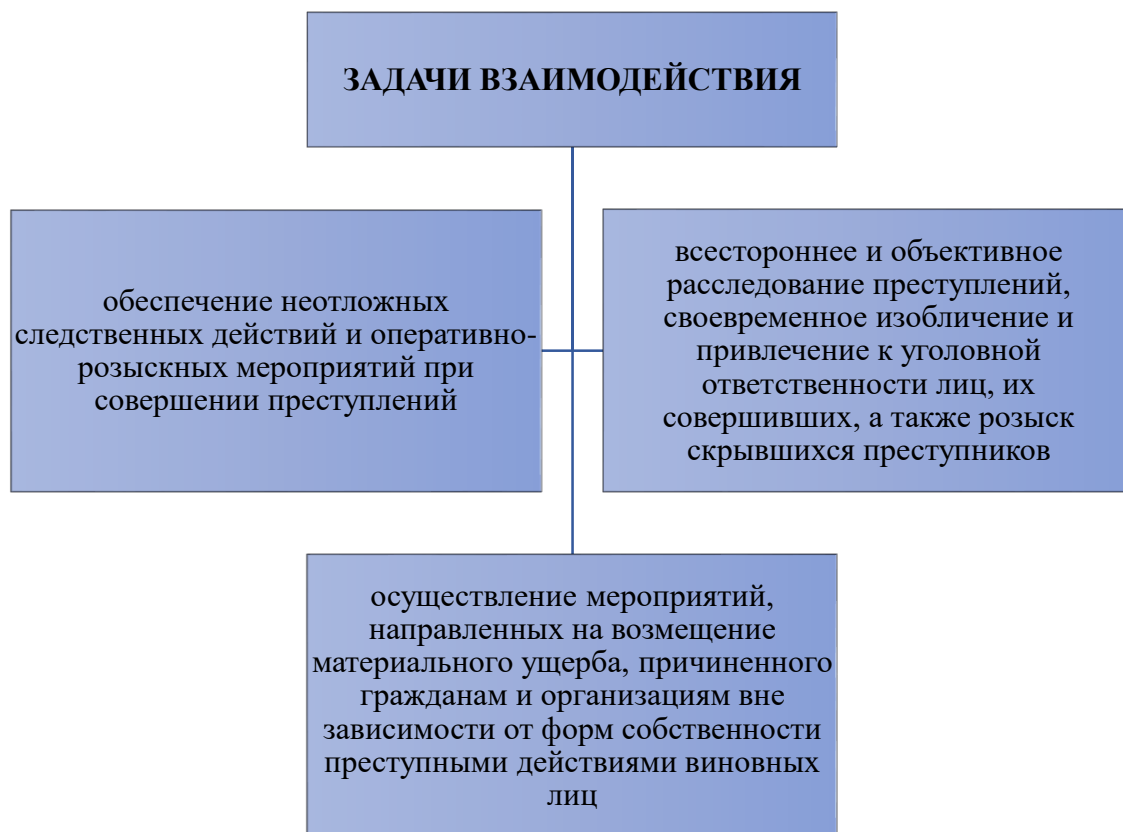 ЗАДАЧИ ВЗАИМОДЕЙСТВИЯ
обеспечение неотложных
следственных действий и оперативно-
розыскных мероприятий при
совершении преступлений
всестороннее и объективное
расследование преступлений,
своевременное изобличение и
привлечение к уголовной
ответственности лиц, их
совершивших, а также розыск
скрывшихся преступников
осуществление мероприятий,
направленных на возмещение
материального ущерба, причиненного
гражданам и организациям вне
зависимости от форм собственности
преступными действиями виновных
лиц